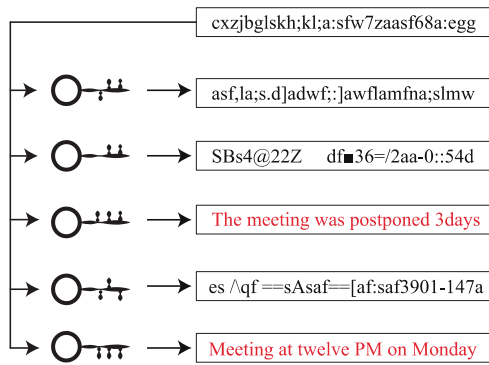 cxzjbglskh;kl;a:sfw7zaasf68a:egg
asf,la;s.d]adwf;:]awflamfna;slmw
SBs4@22Z df■36=/2aa-0::54d
The meeting was postponed 3days
es /\qf ==sAsaf==[af:saf3901-147a
Meeting at twelve PM on Monday